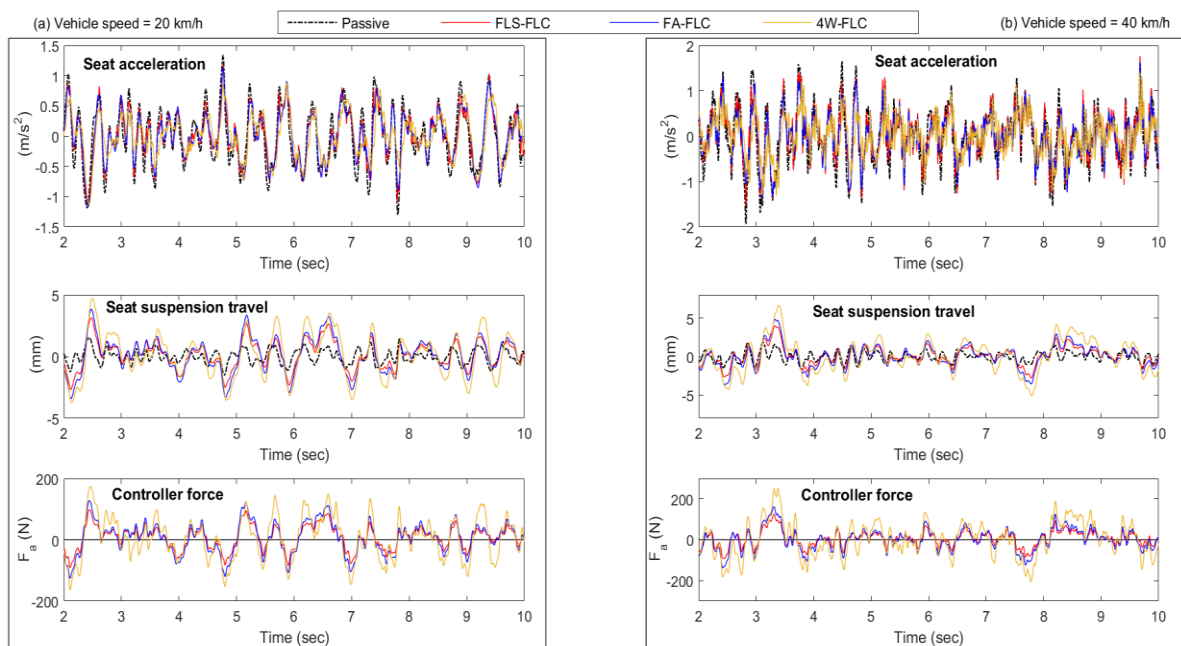 (a) Vehicle speed = 20 km/h
Passive
FLS-FLC
FA-FLC
4W-FLC
(b) Vehicle speed = 40 km/h
Seat acceleration
(m/s²)
1.5
1
0.5
0
-0.5
-1
-1.5
2 3 4 5 6 7 8 9 10
Time (sec)
Seat suspension travel
(mm)
5
0
-5
2 3 4 5 6 7 8 9 10
Time (sec)
Controller force
F a (N)
200
0
-200
2 3 4 5 6 7 8 9 10
Time (sec)
Seat acceleration
(m/s²)
2
1
0
-1
-2
2 3 4 5 6 7 8 9 10
Time (sec)
Seat suspension travel
(mm)
5
0
-5
2 3 4 5 6 7 8 9 10
Time (sec)
Controller force
F a (N)
200
0
-200
2 3 4 5 6 7 8 9 10
Time (sec)